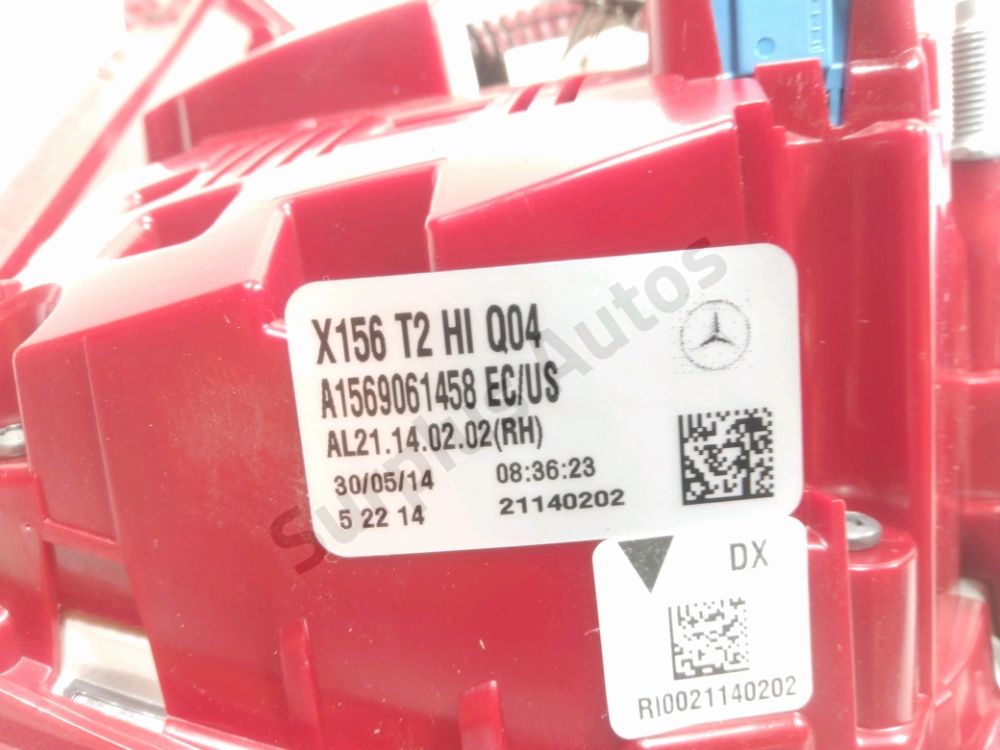 X156 T2 HI Q04
A1569061458 EC/US
AL21.14.02.02(RH)
30/05/14 08:36:23
5 22 14 21140202
DX
RI0021140202
Surplus Autos